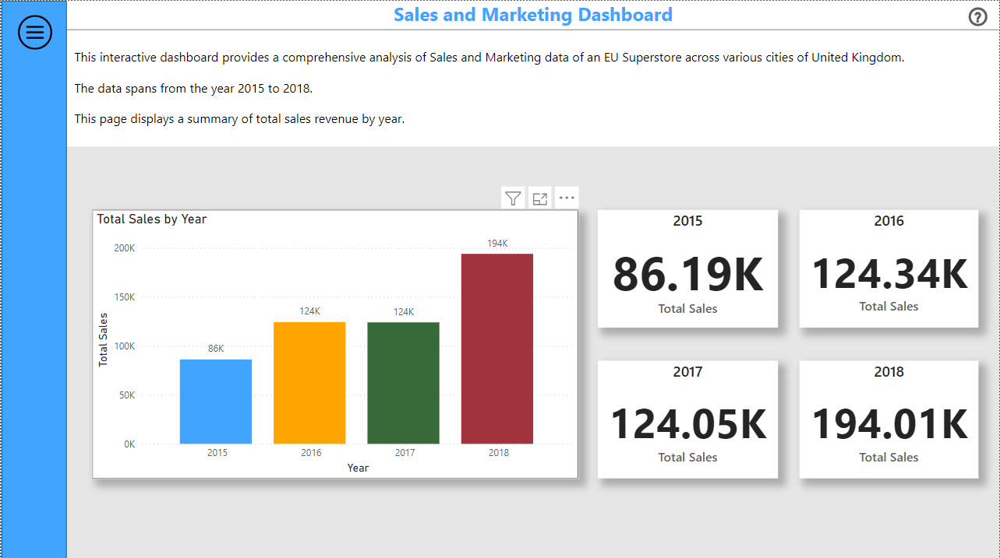 Sales and Marketing Dashboard
?
This interactive dashboard provides a comprehensive analysis of Sales and Marketing data of an EU Superstore across various cities of United Kingdom.
The data spans from the year 2015 to 2018.
This page displays a summary of total sales revenue by year.
Total Sales by Year
Total Sales
200K
150K
100K
50K
0K
86K
124K
124K
194K
2015
2016
2017
2018
Year
2015
86.19K
Total Sales
2016
124.34K
Total Sales
2017
124.05K
Total Sales
2018
194.01K
Total Sales